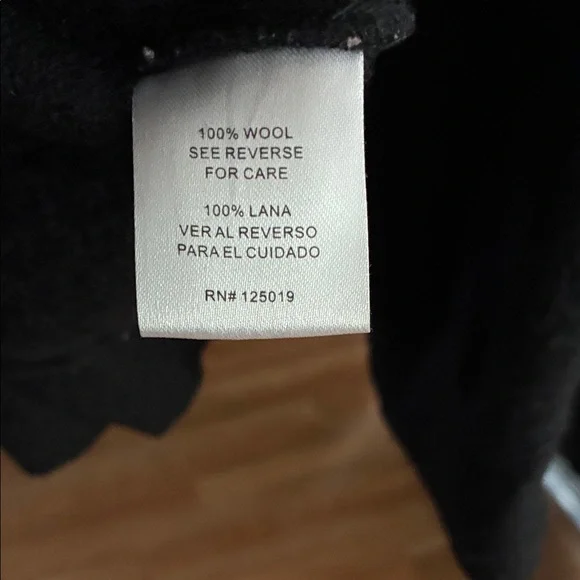 100% WOOL
SEE REVERSE
FOR CARE
100% LANA
VER AL REVERSO
PARA EL CUIDADO
RN# 125019